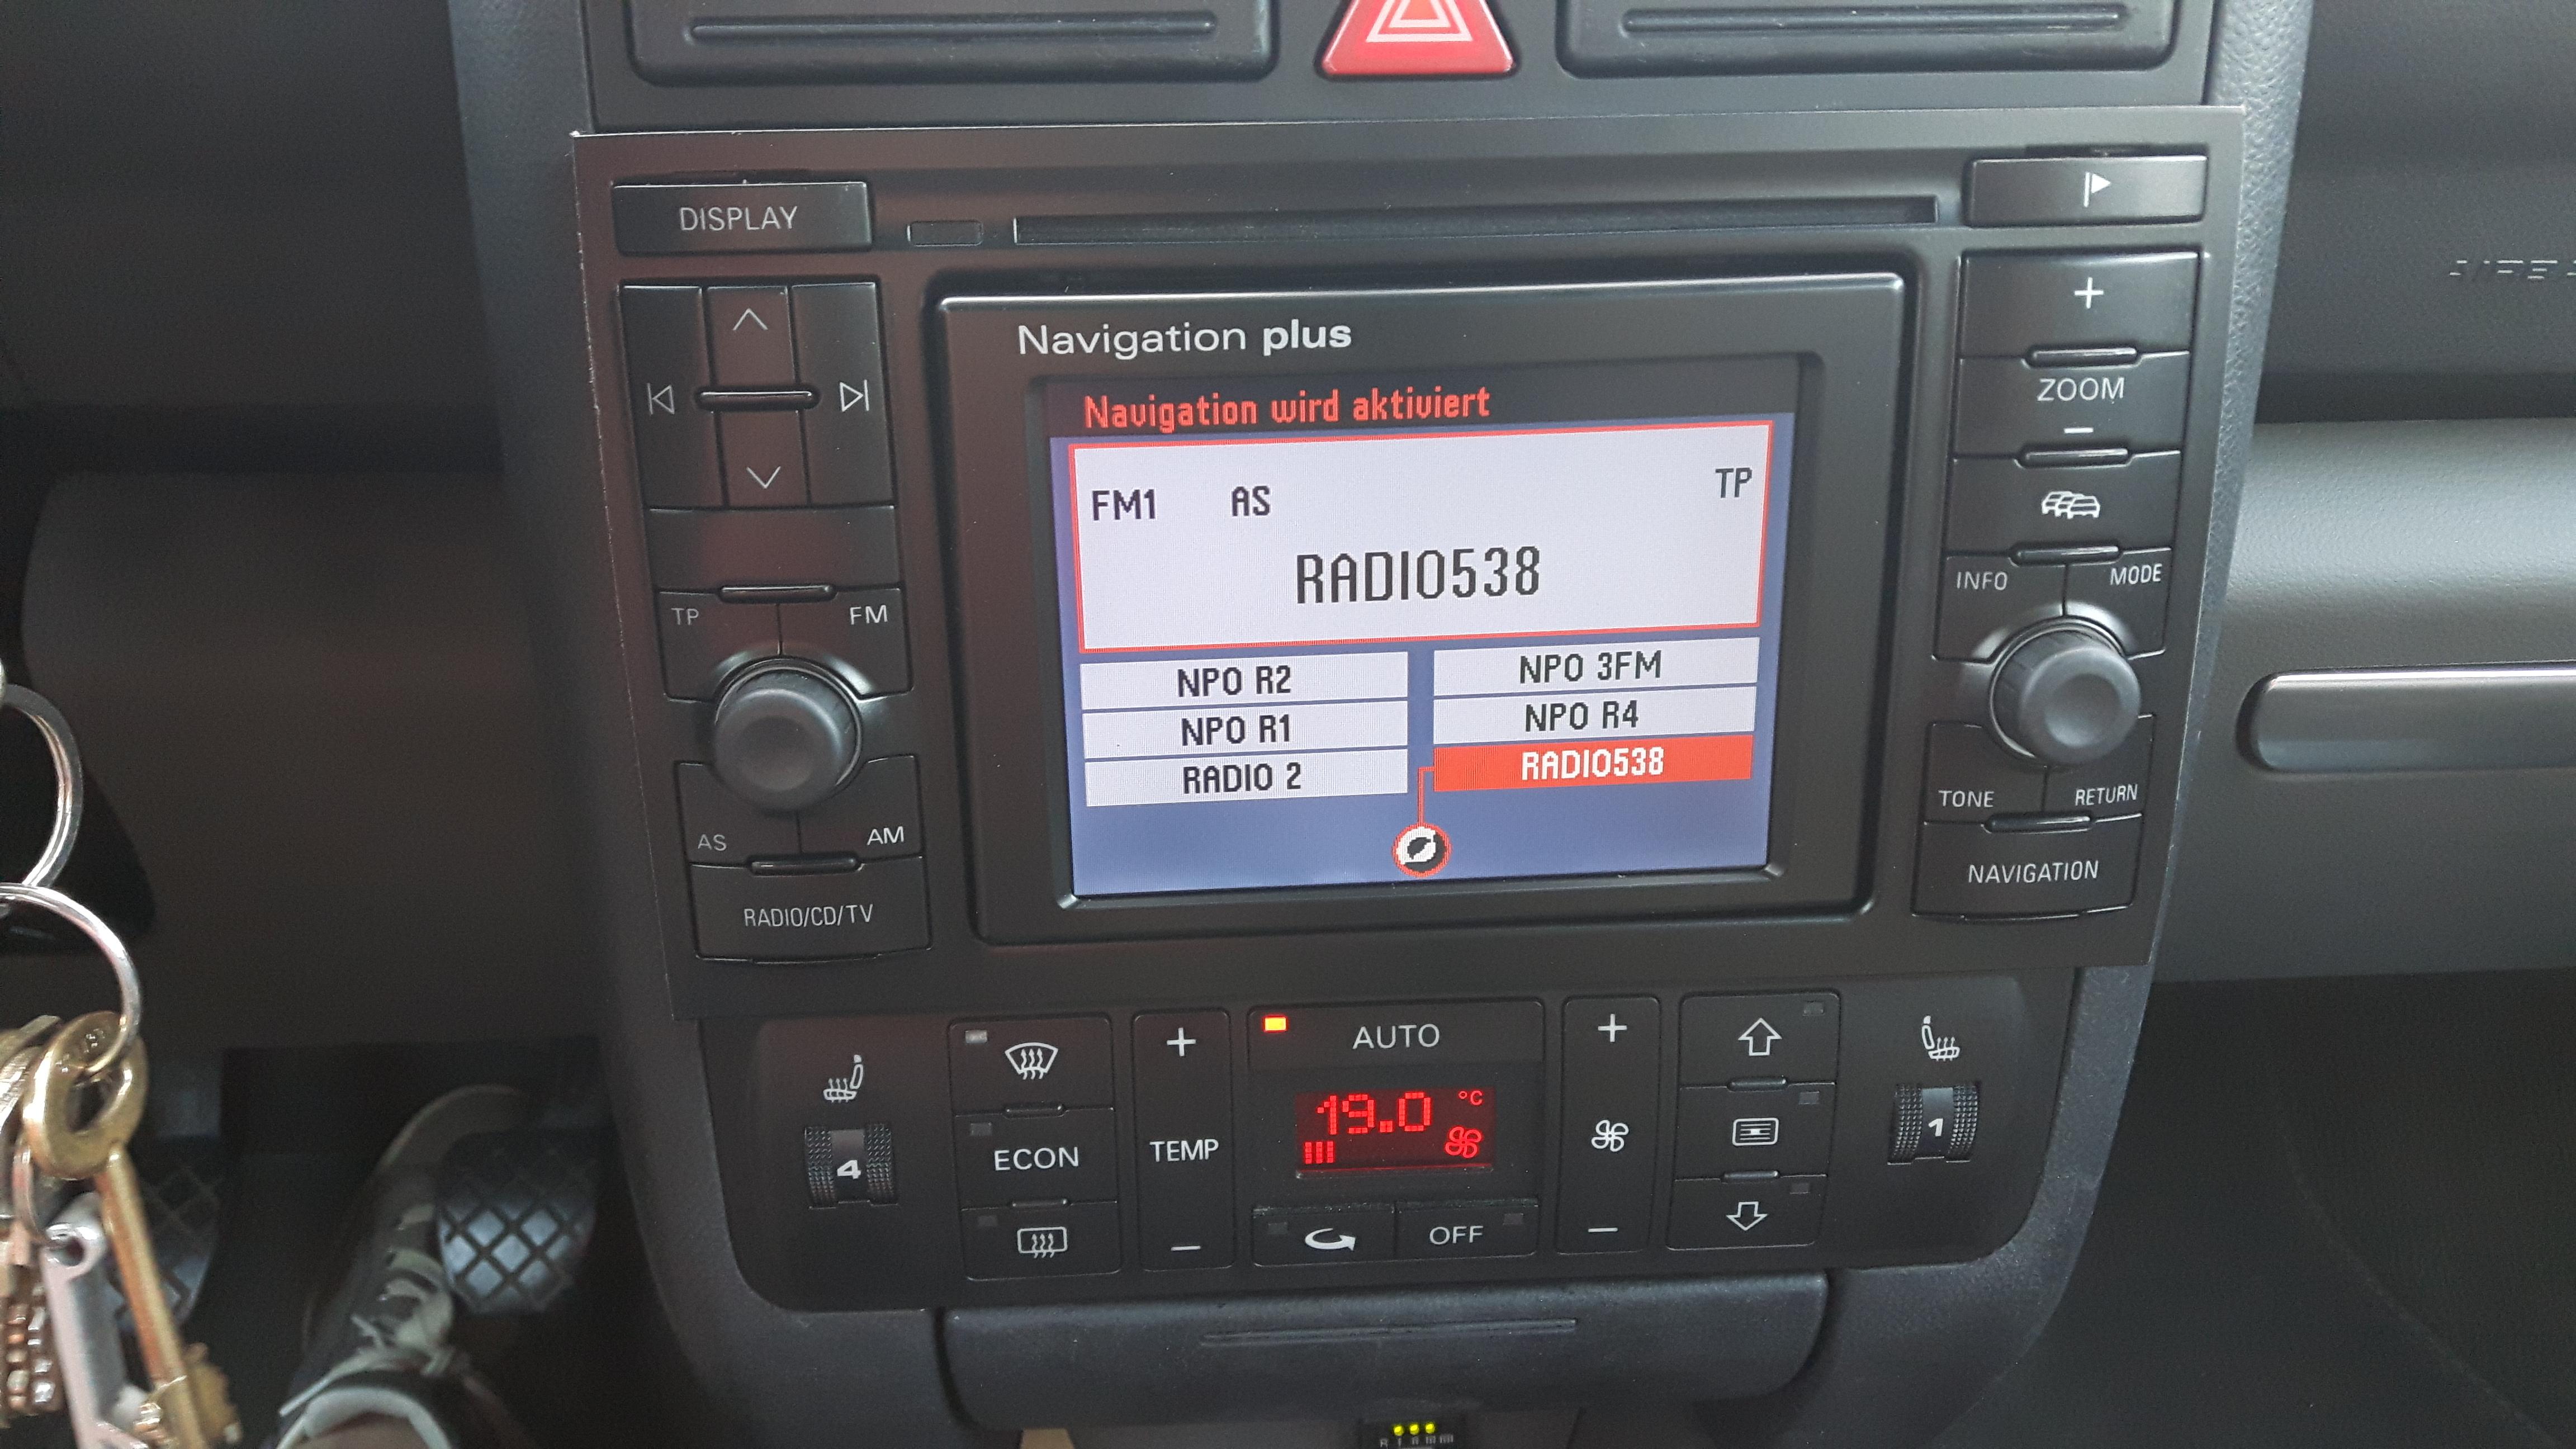 DISPLAY
Navigation plus
Navigation wird aktiviert
FM1 AS TP
RADIO538
NPO R2 NPO 3FM
NPO R1 NPO R4
RADIO 2 RADIO538
TP FM
AS AM
RADIO/CD/TV
+
ZOOM
−
INFO MODE
TONE RETURN
NAVIGATION
4
ECON
+
TEMP
−
AUTO
19.0 °C
OFF
+
−
1